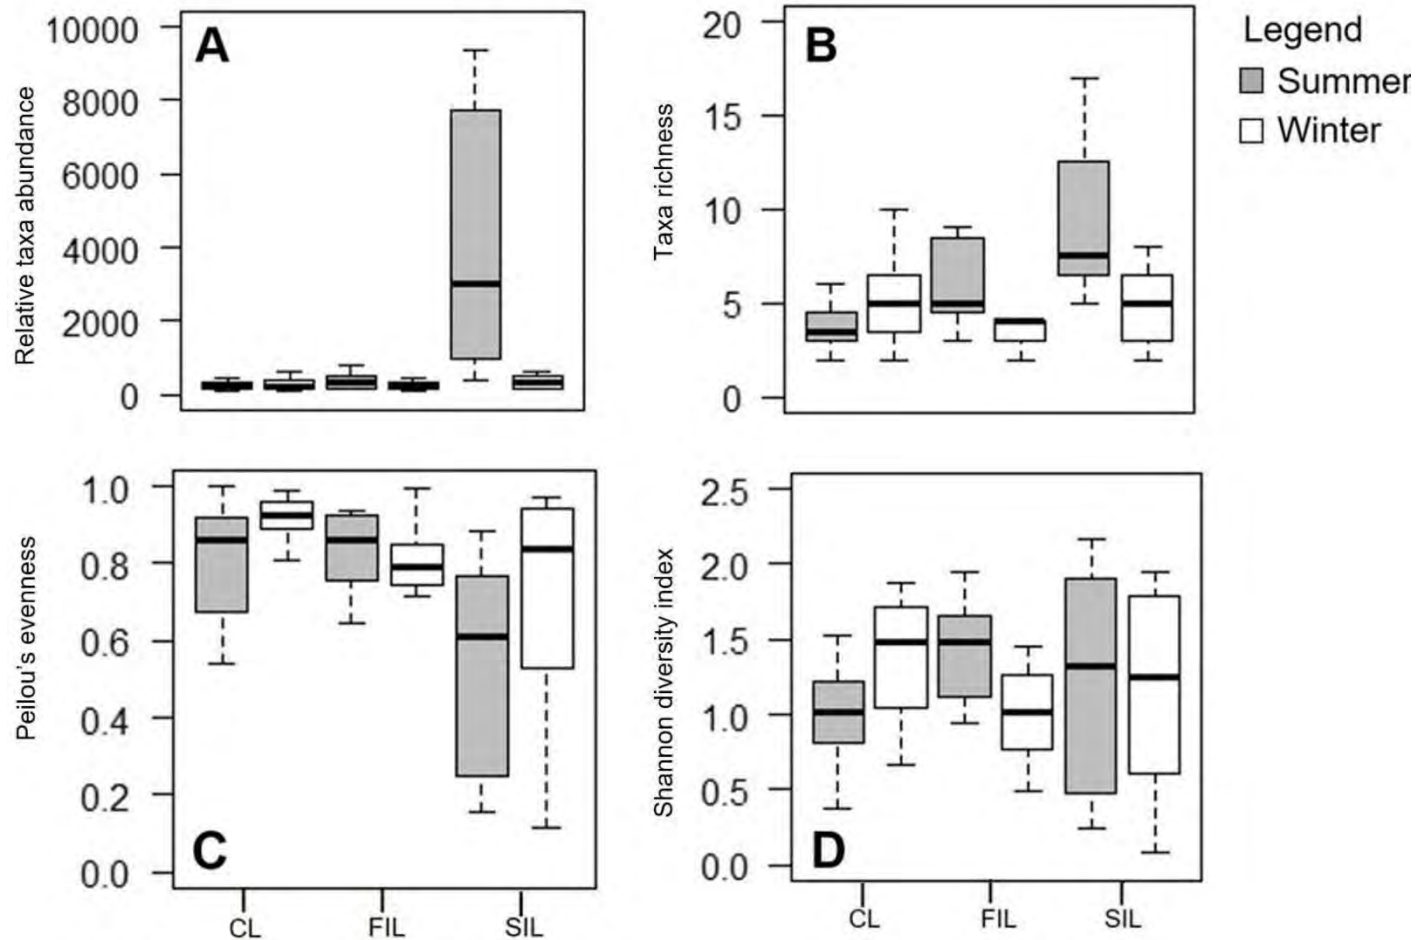 A
10000
8000
6000
4000
2000
0
Relative taxa abundance
B
20
15
10
5
0
Taxa richness
Legend
Summer
Winter
C
1.0
0.8
0.6
0.4
0.2
0.0
Peilou's evenness
CL FIL SIL
D
2.5
2.0
1.5
1.0
0.5
0.0
Shannon diversity index
CL FIL SIL